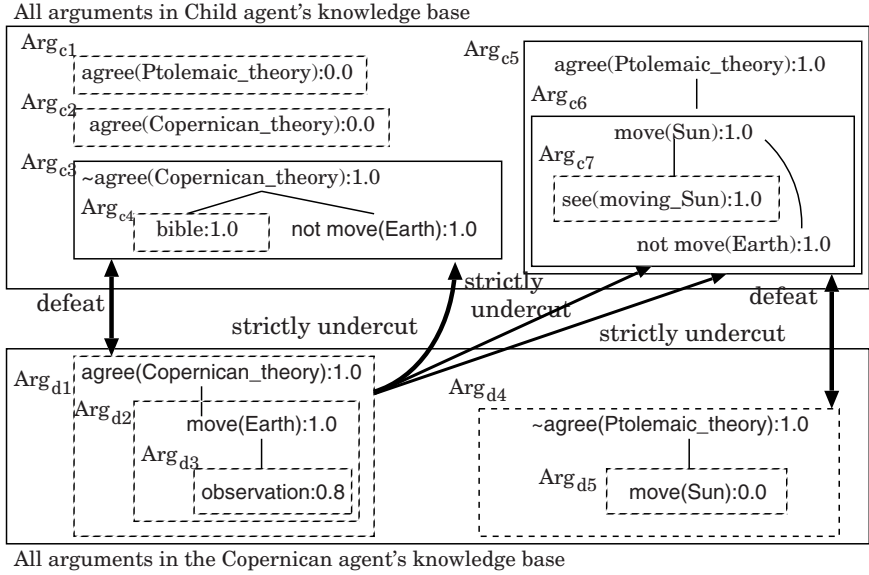 All arguments in Child agent's knowledge base
Arg_c1
agree(Ptolemaic_theory):0.0
Arg_c2
agree(Copernican_theory):0.0
Arg_c3
~agree(Copernican_theory):1.0
Arg_c4
bible:1.0
not move(Earth):1.0
Arg_c5
agree(Ptolemaic_theory):1.0
Arg_c6
move(Sun):1.0
Arg_c7
see(moving_Sun):1.0
not move(Earth):1.0
defeat
strictly undercut
strictly
undercut
strictly undercut
defeat
Arg_d1
agree(Copernican_theory):1.0
Arg_d2
move(Earth):1.0
Arg_d3
observation:0.8
Arg_d4
~agree(Ptolemaic_theory):1.0
Arg_d5
move(Sun):0.0
All arguments in the Copernican agent's knowledge base